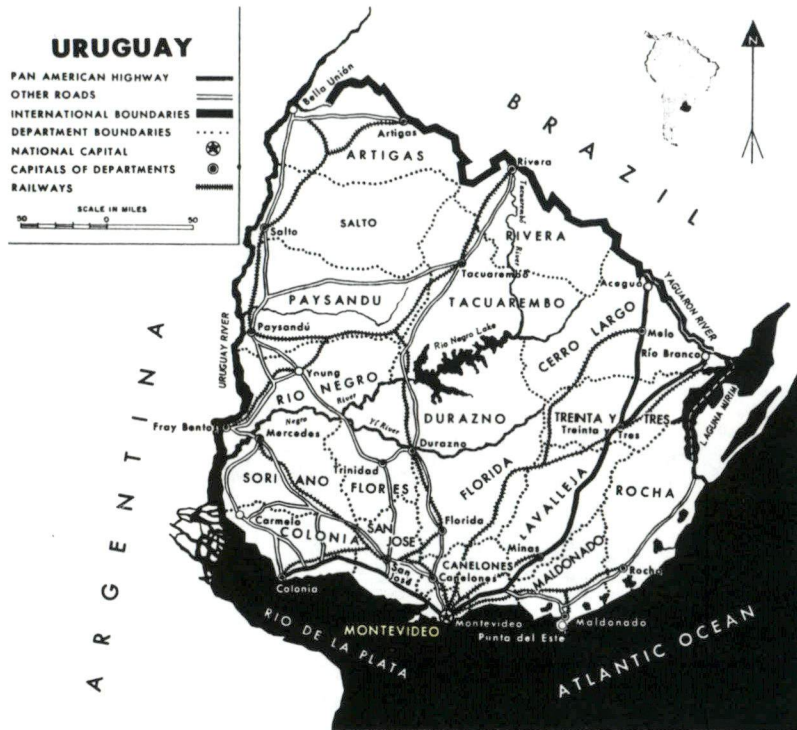 URUGUAY
PAN AMERICAN HIGHWAY
OTHER ROADS
INTERNATIONAL BOUNDARIES
DEPARTMENT BOUNDARIES
NATIONAL CAPITAL
CAPITALS OF DEPARTMENTS
RAILWAYS
SCALE IN MILES
50 0 50
N
BRAZIL
Bella Unión
Artigas
ARTIGAS
Rivera
Tacuarembó
River
RIVERA
SALTO
Salto
Tacuarembo
Acegua
YAGUARON RIVER
PAYSANDU
TACUAREMBO
CERRO LARGO
Melo
Paysandú
Rio Negro Lake
Rio Branco
URUGUAY RIVER
ARGENTINA
Young
RIO NEGRO
River
Negro
LAGUNA MIRIM
Fray Bentos
Mercedes
Yí River
DURAZNO
Durazno
TREINTA Y TRES
Treinta y
Tres
Trinidad
SORIANO
FLORES
FLORIDA
LAVALLEJA
ROCHA
Carmelo
COLONIA
SAN
JOSE
Florida
Minas
MALDONADO
CANELONES
Canelones
San
José
Rocha
Colonia
MONTEVIDEO
Montevideo
Maldonado
Punta del Este
RIO DE LA PLATA
ATLANTIC OCEAN